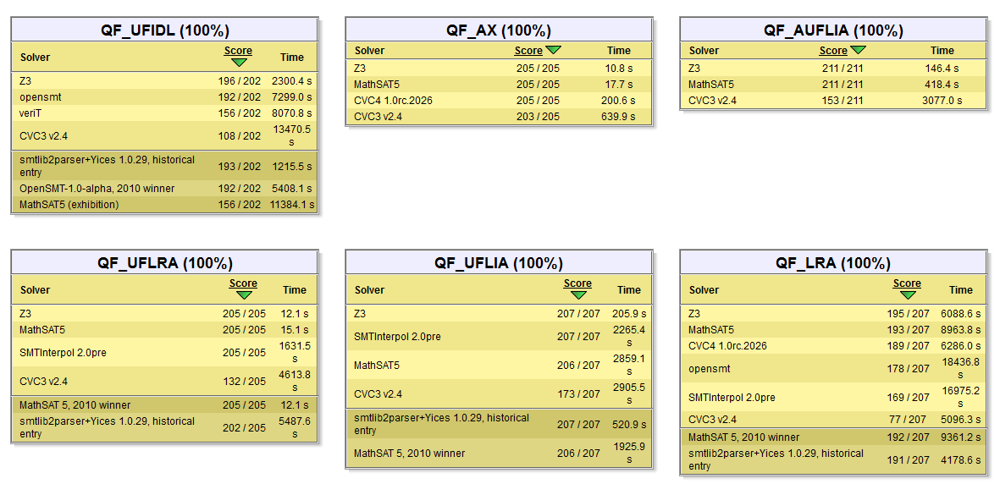 QF_UFIDL (100%)
Solver Score Time
Z3 196 / 202 2300.4 s
opensmt 192 / 202 7299.0 s
veriT 156 / 202 8070.8 s
CVC3 v2.4 108 / 202 13470.5
s
smtlib2parser+Yices 1.0.29, historical
entry 193 / 202 1215.5 s
OpenSMT-1.0-alpha, 2010 winner 192 / 202 5408.1 s
MathSAT5 (exhibition) 156 / 202 11384.1 s
QF_AX (100%)
Solver Score Time
Z3 205 / 205 10.8 s
MathSAT5 205 / 205 17.7 s
CVC4 1.0rc.2026 205 / 205 200.6 s
CVC3 v2.4 203 / 205 639.9 s
QF_AUFLIA (100%)
Solver Score Time
Z3 211 / 211 146.4 s
MathSAT5 211 / 211 418.4 s
CVC3 v2.4 153 / 211 3077.0 s
QF_UFLRA (100%)
Solver Score Time
Z3 205 / 205 12.1 s
MathSAT5 205 / 205 15.1 s
SMTInterpol 2.0pre 205 / 205 1631.5
s
CVC3 v2.4 132 / 205 4613.8
s
MathSAT 5, 2010 winner 205 / 205 12.1 s
smtlib2parser+Yices 1.0.29, historical
entry 202 / 205 5487.6
s
QF_UFLIA (100%)
Solver Score Time
Z3 207 / 207 205.9 s
SMTInterpol 2.0pre 207 / 207 2265.4
s
MathSAT5 206 / 207 2859.1
s
CVC3 v2.4 173 / 207 2905.5
s
smtlib2parser+Yices 1.0.29, historical
entry 207 / 207 520.9 s
MathSAT 5, 2010 winner 206 / 207 1925.9
s
QF_LRA (100%)
Solver Score Time
Z3 195 / 207 6088.6 s
MathSAT5 193 / 207 8963.8 s
CVC4 1.0rc.2026 189 / 207 6286.0 s
opensmt 178 / 207 18436.8
s
SMTInterpol 2.0pre 169 / 207 16975.2
s
CVC3 v2.4 77 / 207 5096.3 s
MathSAT 5, 2010 winner 192 / 207 9361.2 s
smtlib2parser+Yices 1.0.29, historical
entry 191 / 207 4178.6 s